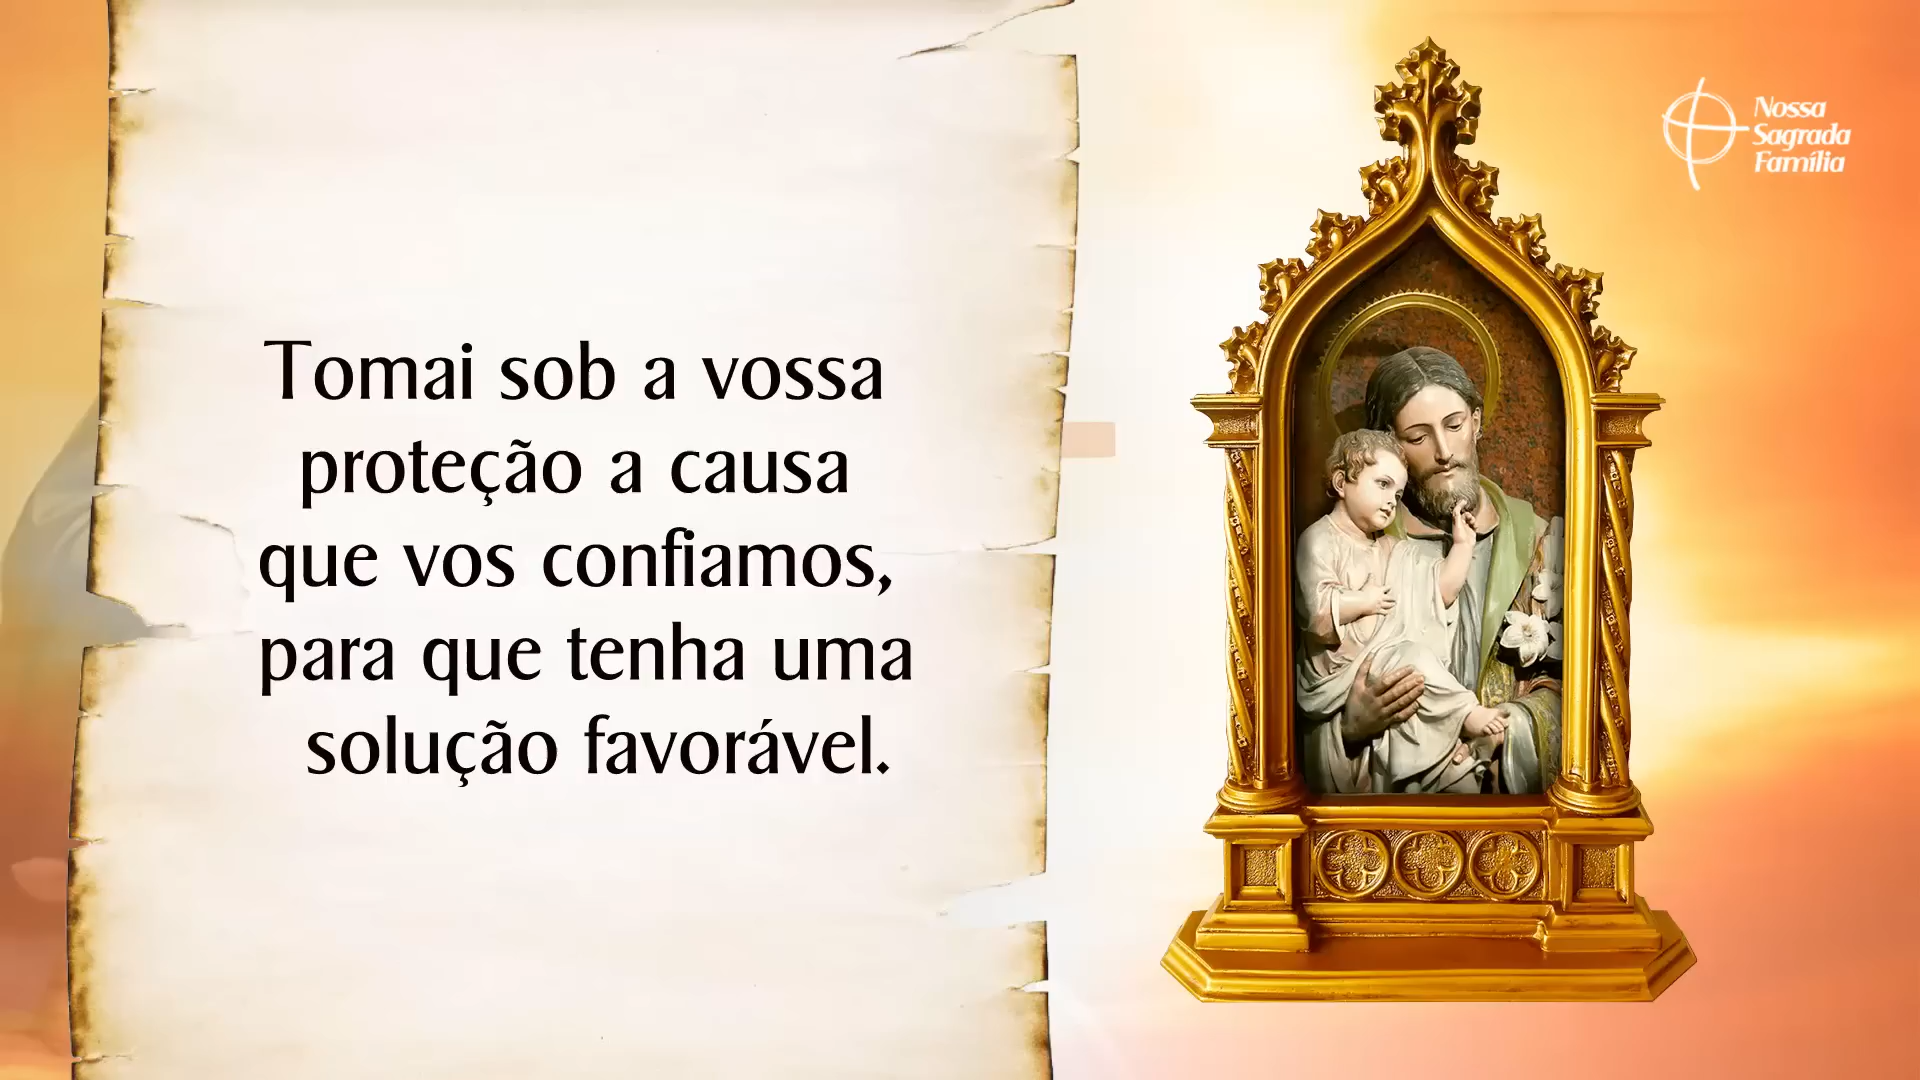 Tomai sob a vossa
proteção a causa
que vos confiamos,
para que tenha uma
solução favorável.
Nossa
Sagrada
Família